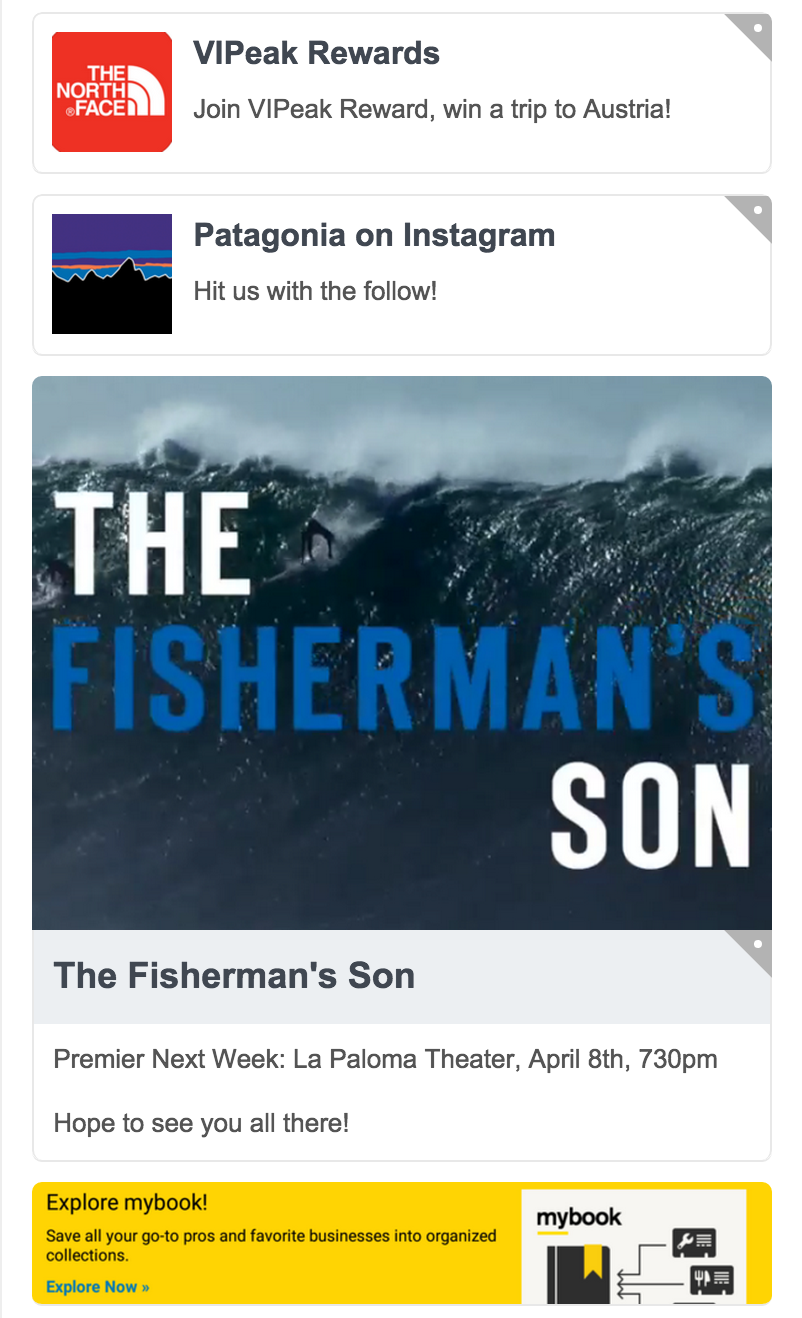 THE
NORTH
®FACE
VIPeak Rewards
Join VIPeak Reward, win a trip to Austria!
Patagonia on Instagram
Hit us with the follow!
THE
FISHERMAN'S
SON
The Fisherman's Son
Premier Next Week: La Paloma Theater, April 8th, 730pm
Hope to see you all there!
Explore mybook!
Save all your go-to pros and favorite businesses into organized
collections.
Explore Now »
mybook